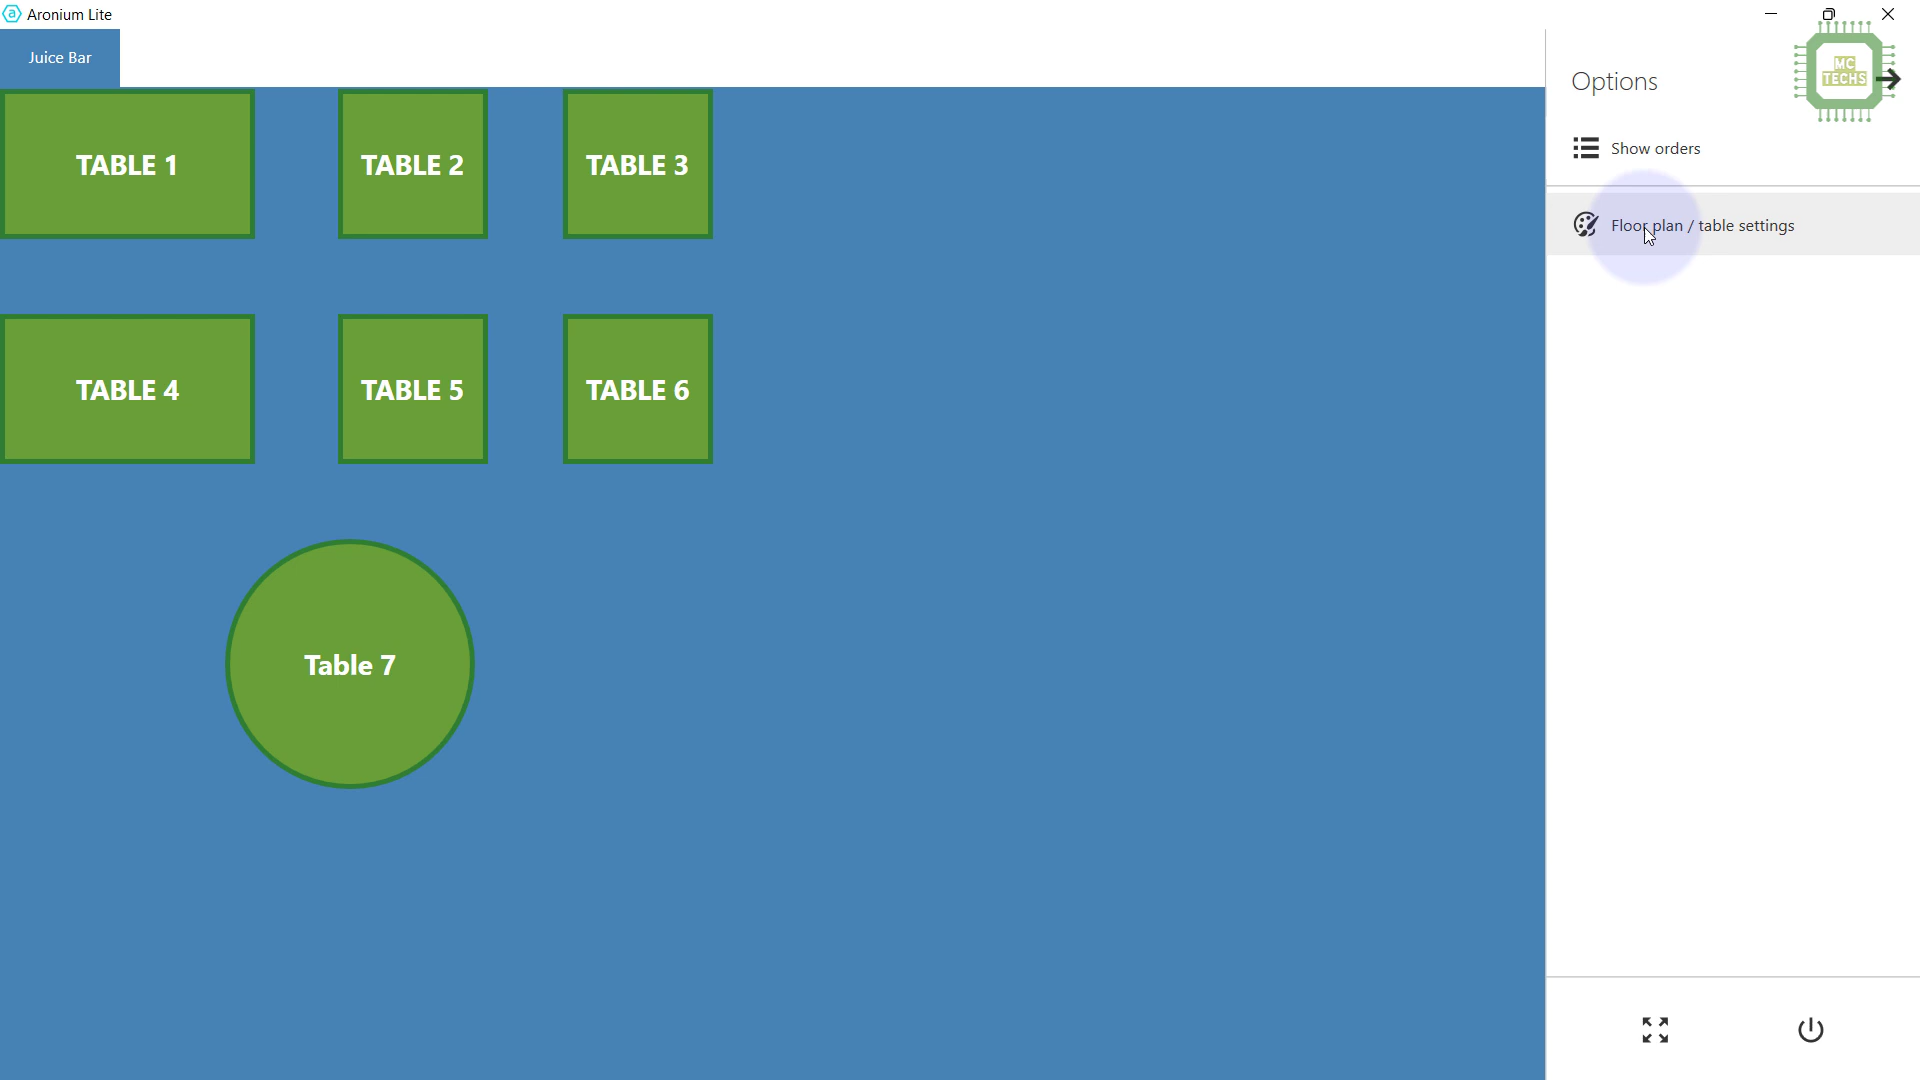 Aronium Lite
Juice Bar
Options
MC
TECHS
Show orders
Floor plan / table settings
TABLE 1
TABLE 2
TABLE 3
TABLE 4
TABLE 5
TABLE 6
Table 7